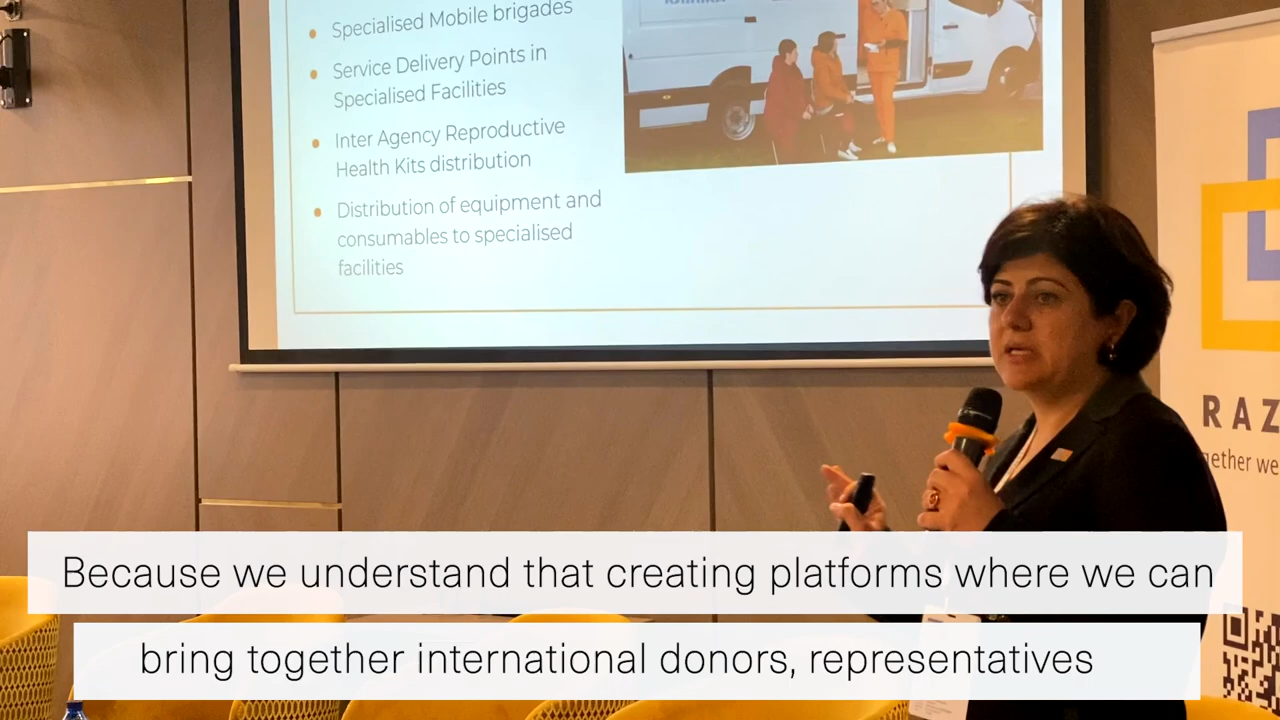 Specialised Mobile brigades
Service Delivery Points in
Specialised Facilities
Inter Agency Reproductive
Health Kits distribution
Distribution of equipment and
consumables to specialised
facilities
RAZ
gether we
Because we understand that creating platforms where we can
bring together international donors, representatives